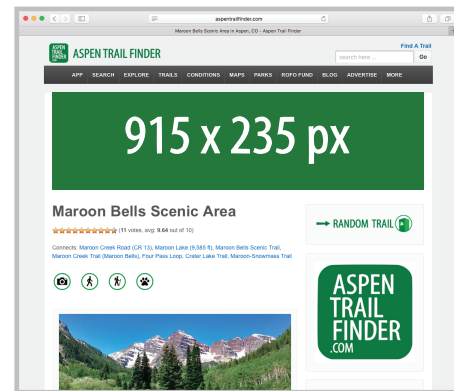 aspentrailfinder.com
Maroon Bells Scenic Area in Aspen, CO - Aspen Trail Finder
Find A Trail
ASPEN
TRAIL
FINDER
.COM
ASPEN TRAIL FINDER
search here ...
Go
APP SEARCH EXPLORE TRAILS CONDITIONS MAPS PARKS ROFO FUND BLOG ADVERTISE MORE
915 x 235 px
Maroon Bells Scenic Area
(11 votes, avg: 9.64 out of 10)
Connects: Maroon Creek Road (CR 13), Maroon Lake (9,585 ft), Maroon Bells Scenic Trail,
Maroon Creek Trail (Maroon Bells), Four Pass Loop, Crater Lake Trail, Maroon-Snowmass Trail
RANDOM TRAIL
ASPEN
TRAIL
FINDER
.COM